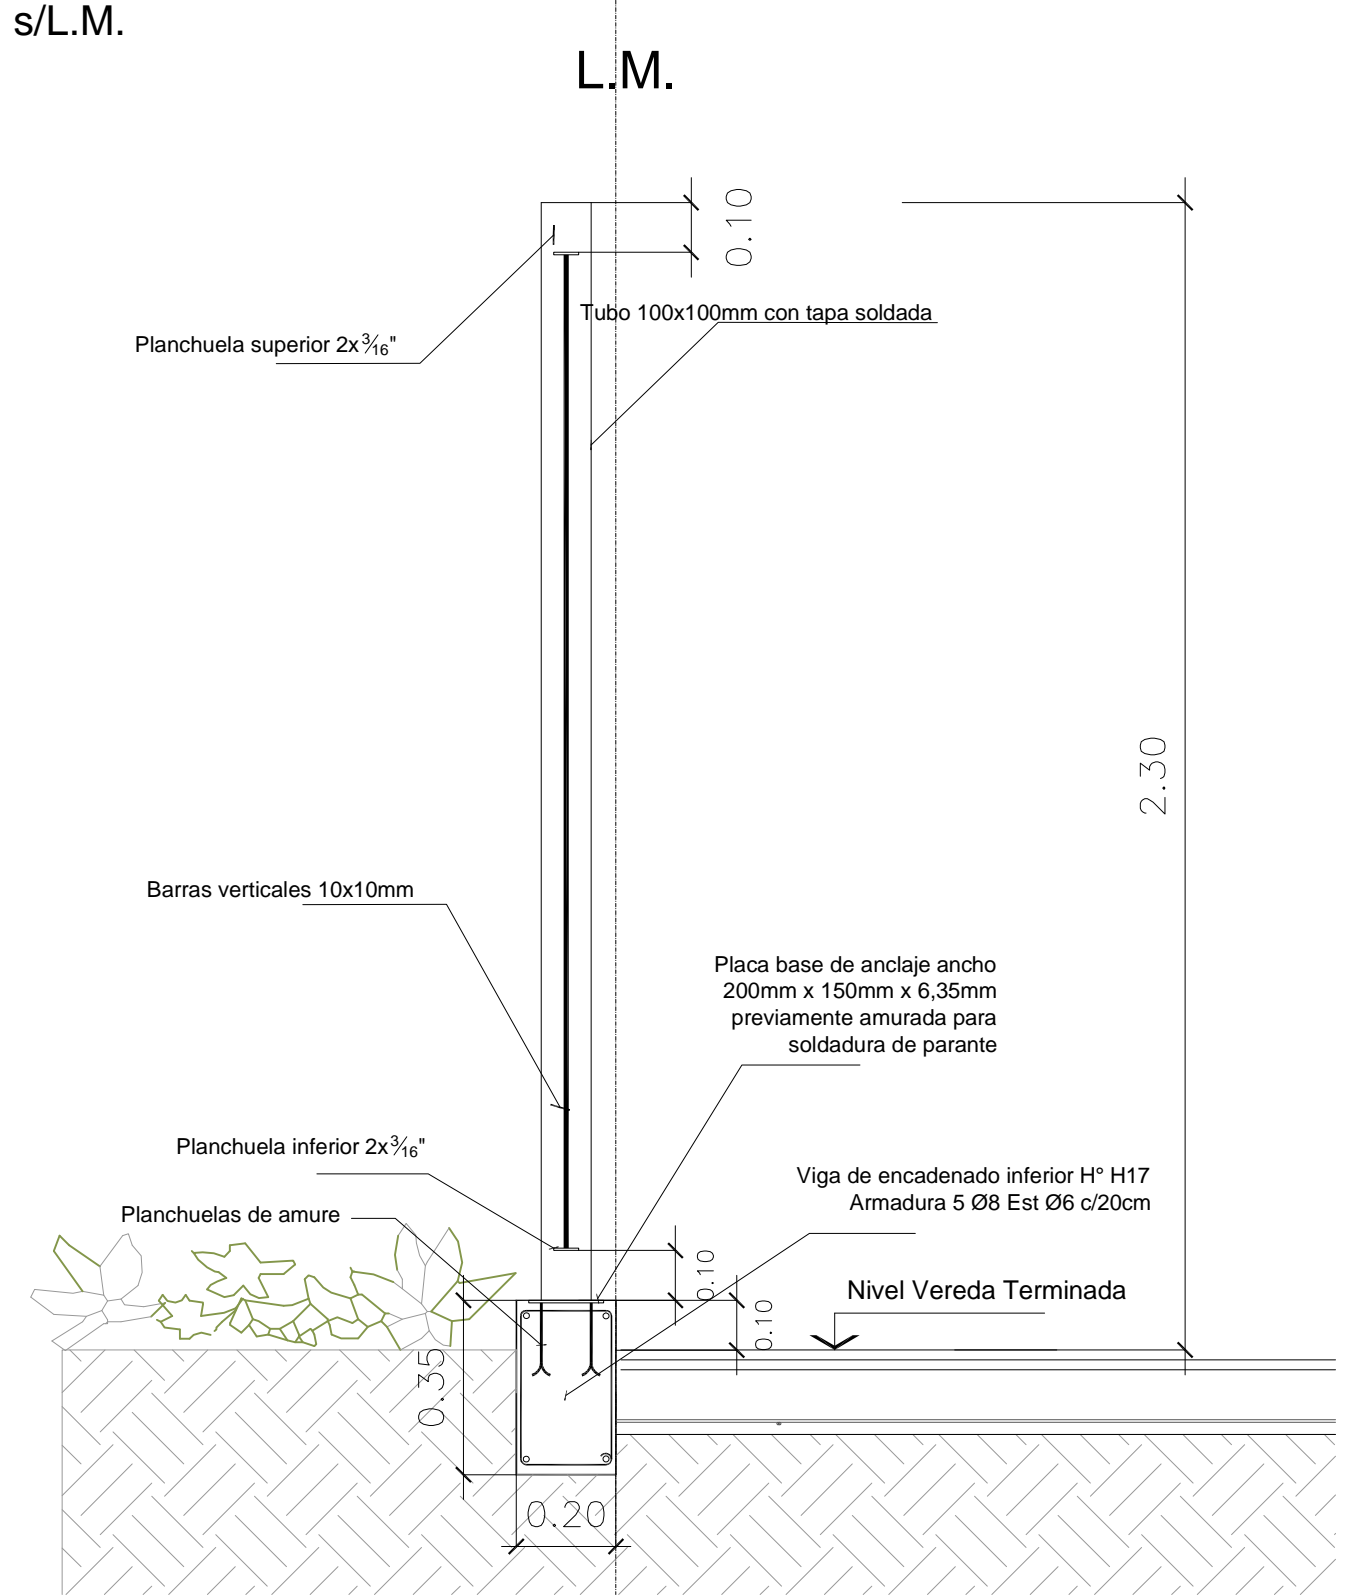 s/L.M.
L.M.
0.10
Tubo 100x100mm con tapa soldada
Planchuela superior 2x3⁄16"
2.30
Barras verticales 10x10mm
Placa base de anclaje ancho
200mm x 150mm x 6,35mm
previamente amurada para
soldadura de parante
Planchuela inferior 2x3⁄16"
Viga de encadenado inferior H° H17
Armadura 5 Ø8 Est Ø6 c/20cm
Planchuelas de amure
0.10
Nivel Vereda Terminada
0.10
0.35
0.20